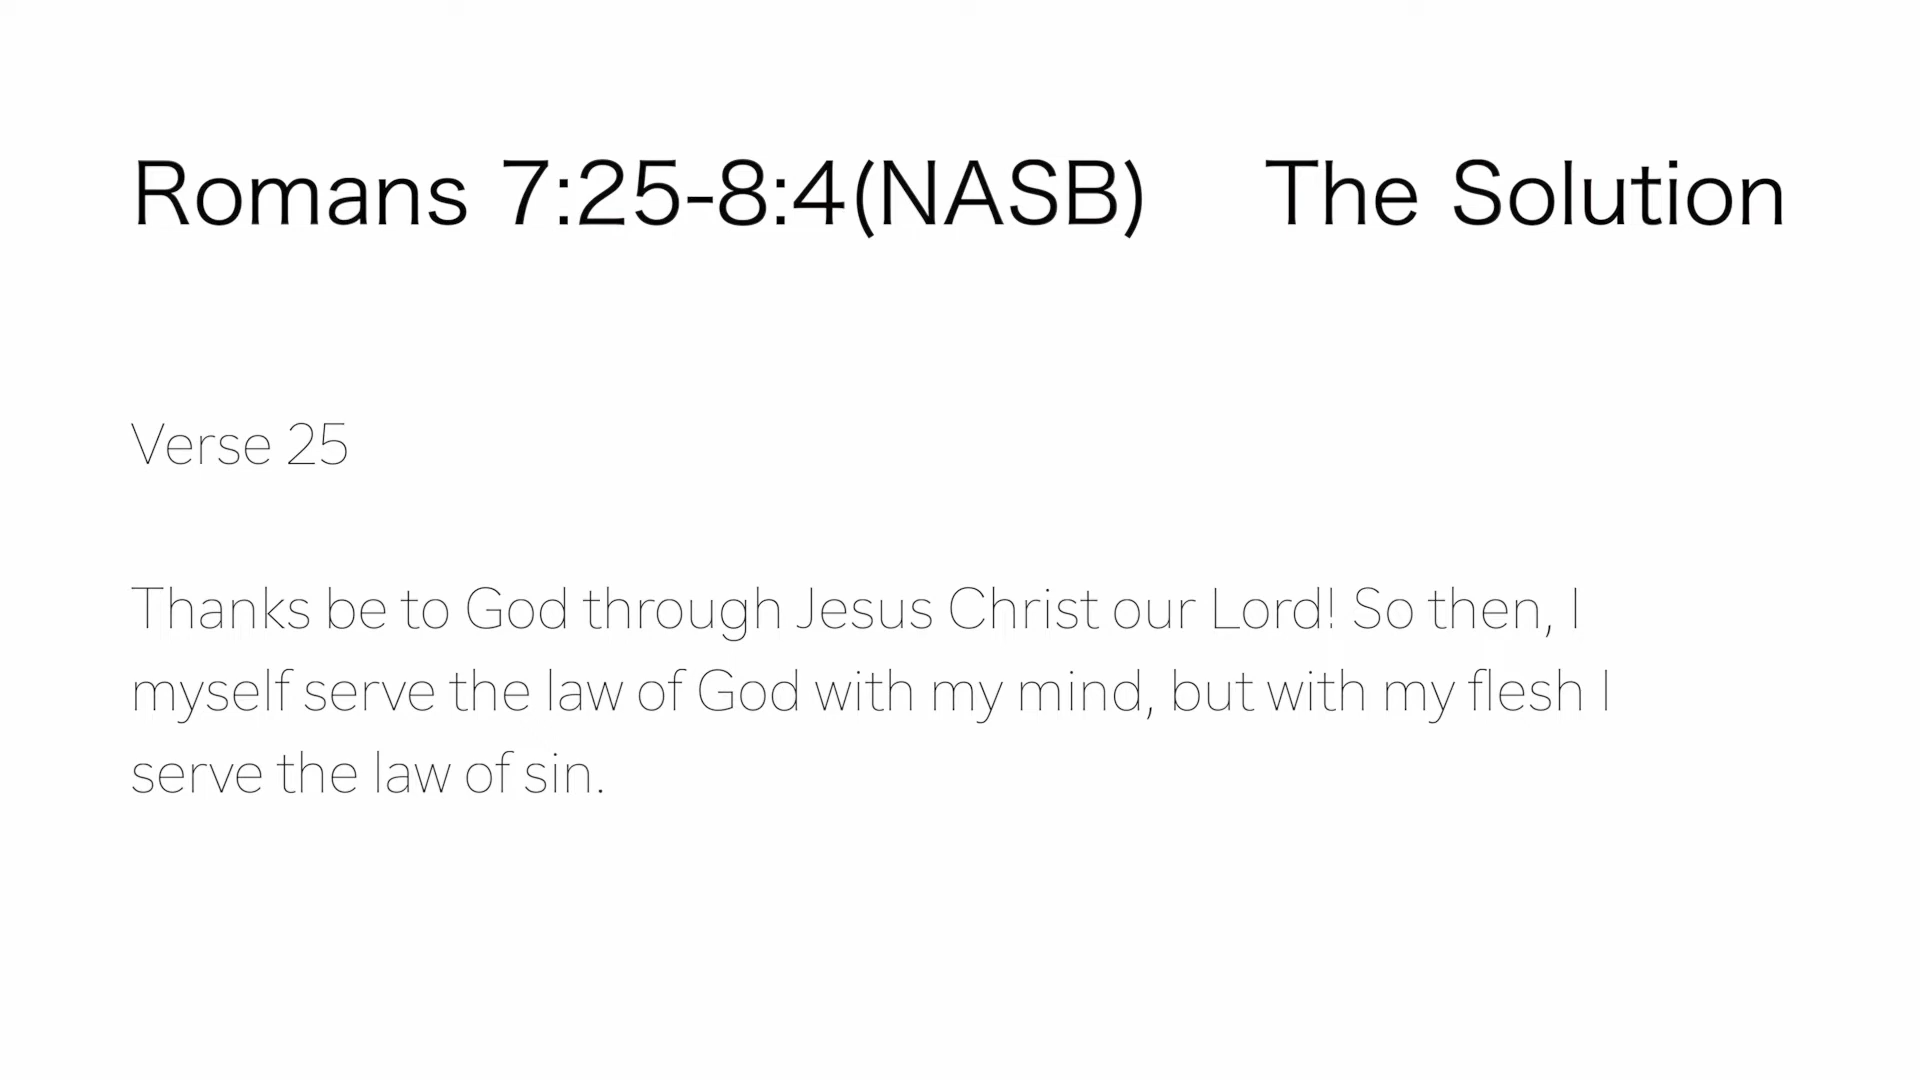 Romans 7:25-8:4(NASB) The Solution
Verse 25
Thanks be to God through Jesus Christ our Lord! So then, I
myself serve the law of God with my mind, but with my flesh I
serve the law of sin.